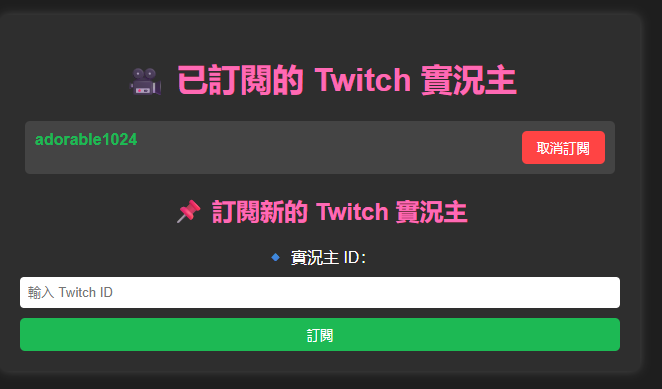 已訂閱的 Twitch 實況主
adorable1024
取消訂閱
訂閱新的 Twitch 實況主
實況主 ID:
輸入 Twitch ID
訂閱